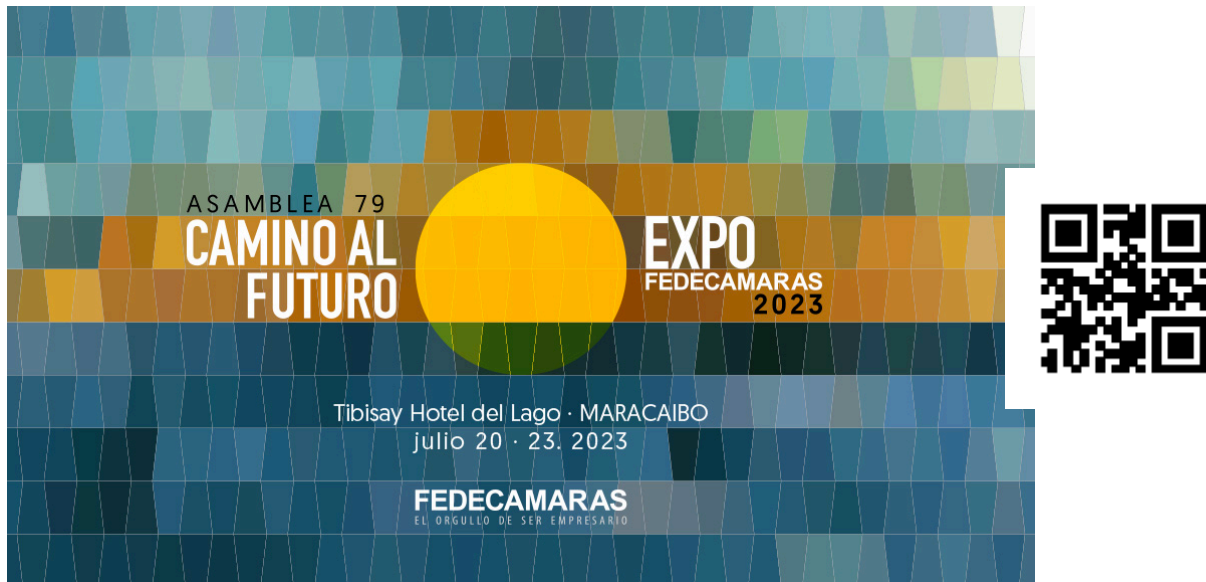 ASAMBLEA 79
CAMINO AL
FUTURO
EXPO
FEDECAMARAS
2023
Tibisay Hotel del Lago · MARACAIBO
julio 20 · 23. 2023
FEDECAMARAS
EL ORGULLO DE SER EMPRESARIO